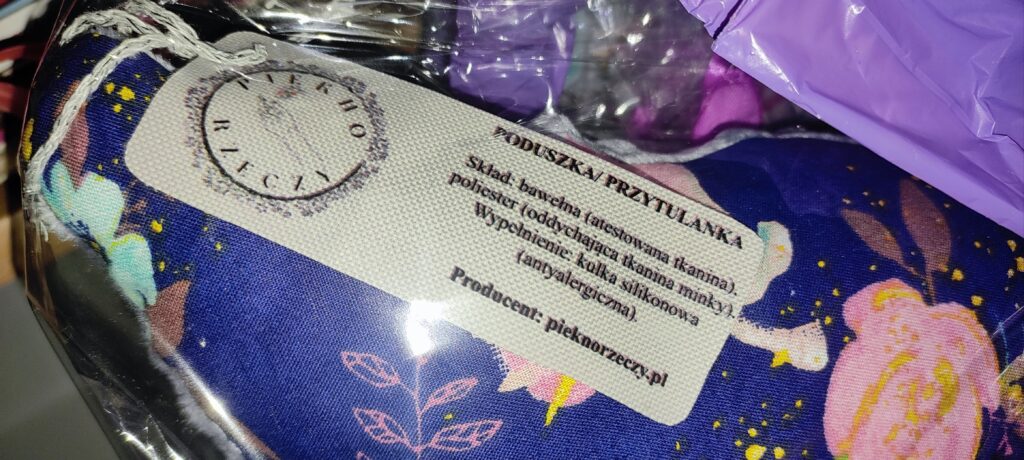 PIĘKNO
RZECZY
PODUSZKA/ PRZYTULANKA
Skład: bawełna (atestowana tkanina).
poliester (oddychająca tkanina minky).
Wypełnienie: kulka silikonowa
(antyalergiczna).
Producent: pieknorzeczy.pl